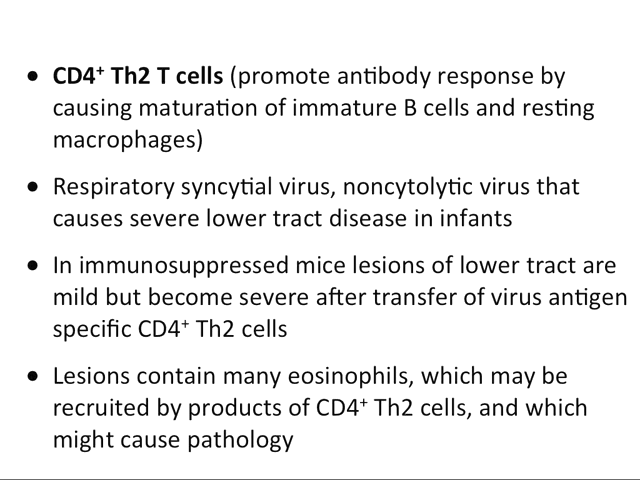 • CD4⁺ Th2 T cells (promote antibody response by
causing maturation of immature B cells and resting
macrophages)
• Respiratory syncytial virus, noncytolytic virus that
causes severe lower tract disease in infants
• In immunosuppressed mice lesions of lower tract are
mild but become severe after transfer of virus antigen
specific CD4⁺ Th2 cells
• Lesions contain many eosinophils, which may be
recruited by products of CD4⁺ Th2 cells, and which
might cause pathology